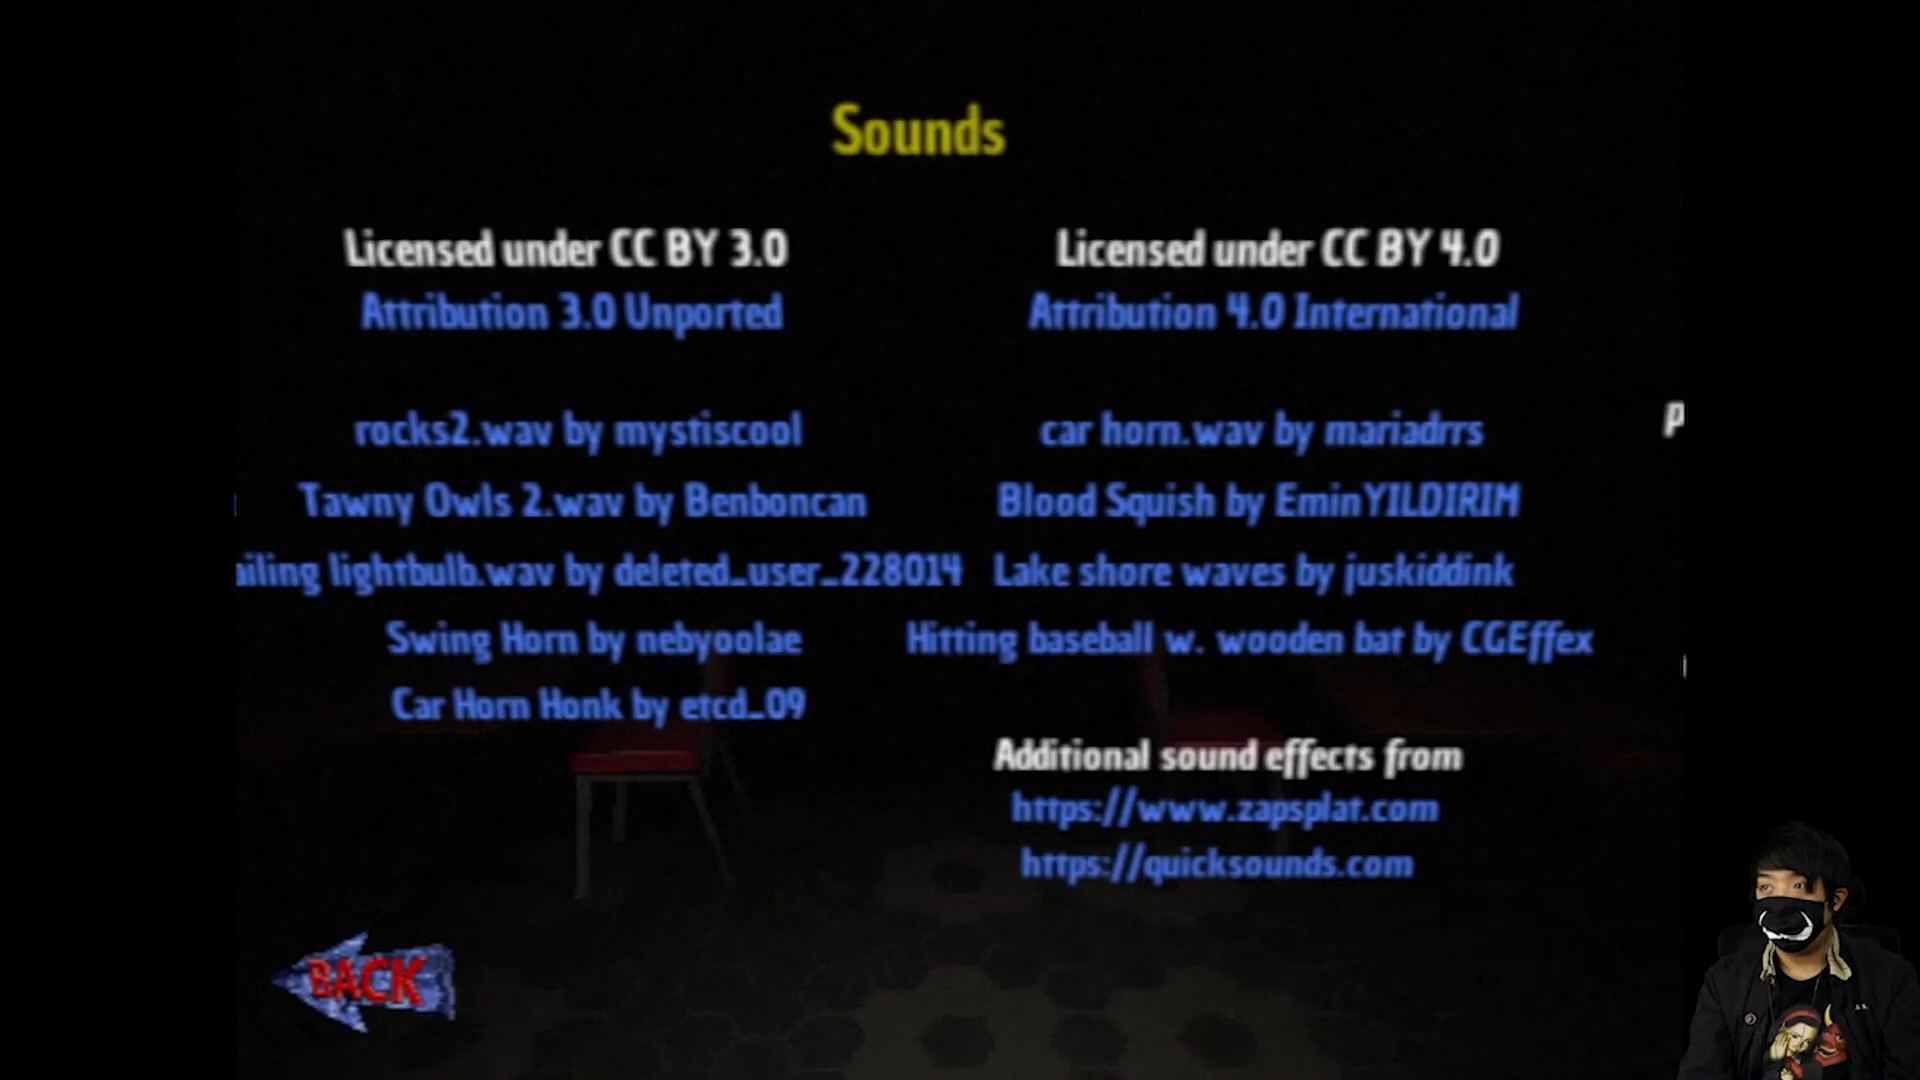 Sounds
Licensed under CC BY 3.0
Attribution 3.0 Unported
rocks2.wav by mystiscool
Tawny Owls 2.wav by Benboncan
ailing lightbulb.wav by deleted_user_228014
Swing Horn by nebyoolae
Car Horn Honk by etcd_09
Licensed under CC BY 4.0
Attribution 4.0 International
car horn.wav by mariadrrs
Blood Squish by EminYILDIRIM
Lake shore waves by juskiddink
Hitting baseball w. wooden bat by CGEffex
Additional sound effects from
https://www.zapsplat.com
https://quicksounds.com
P
BACK